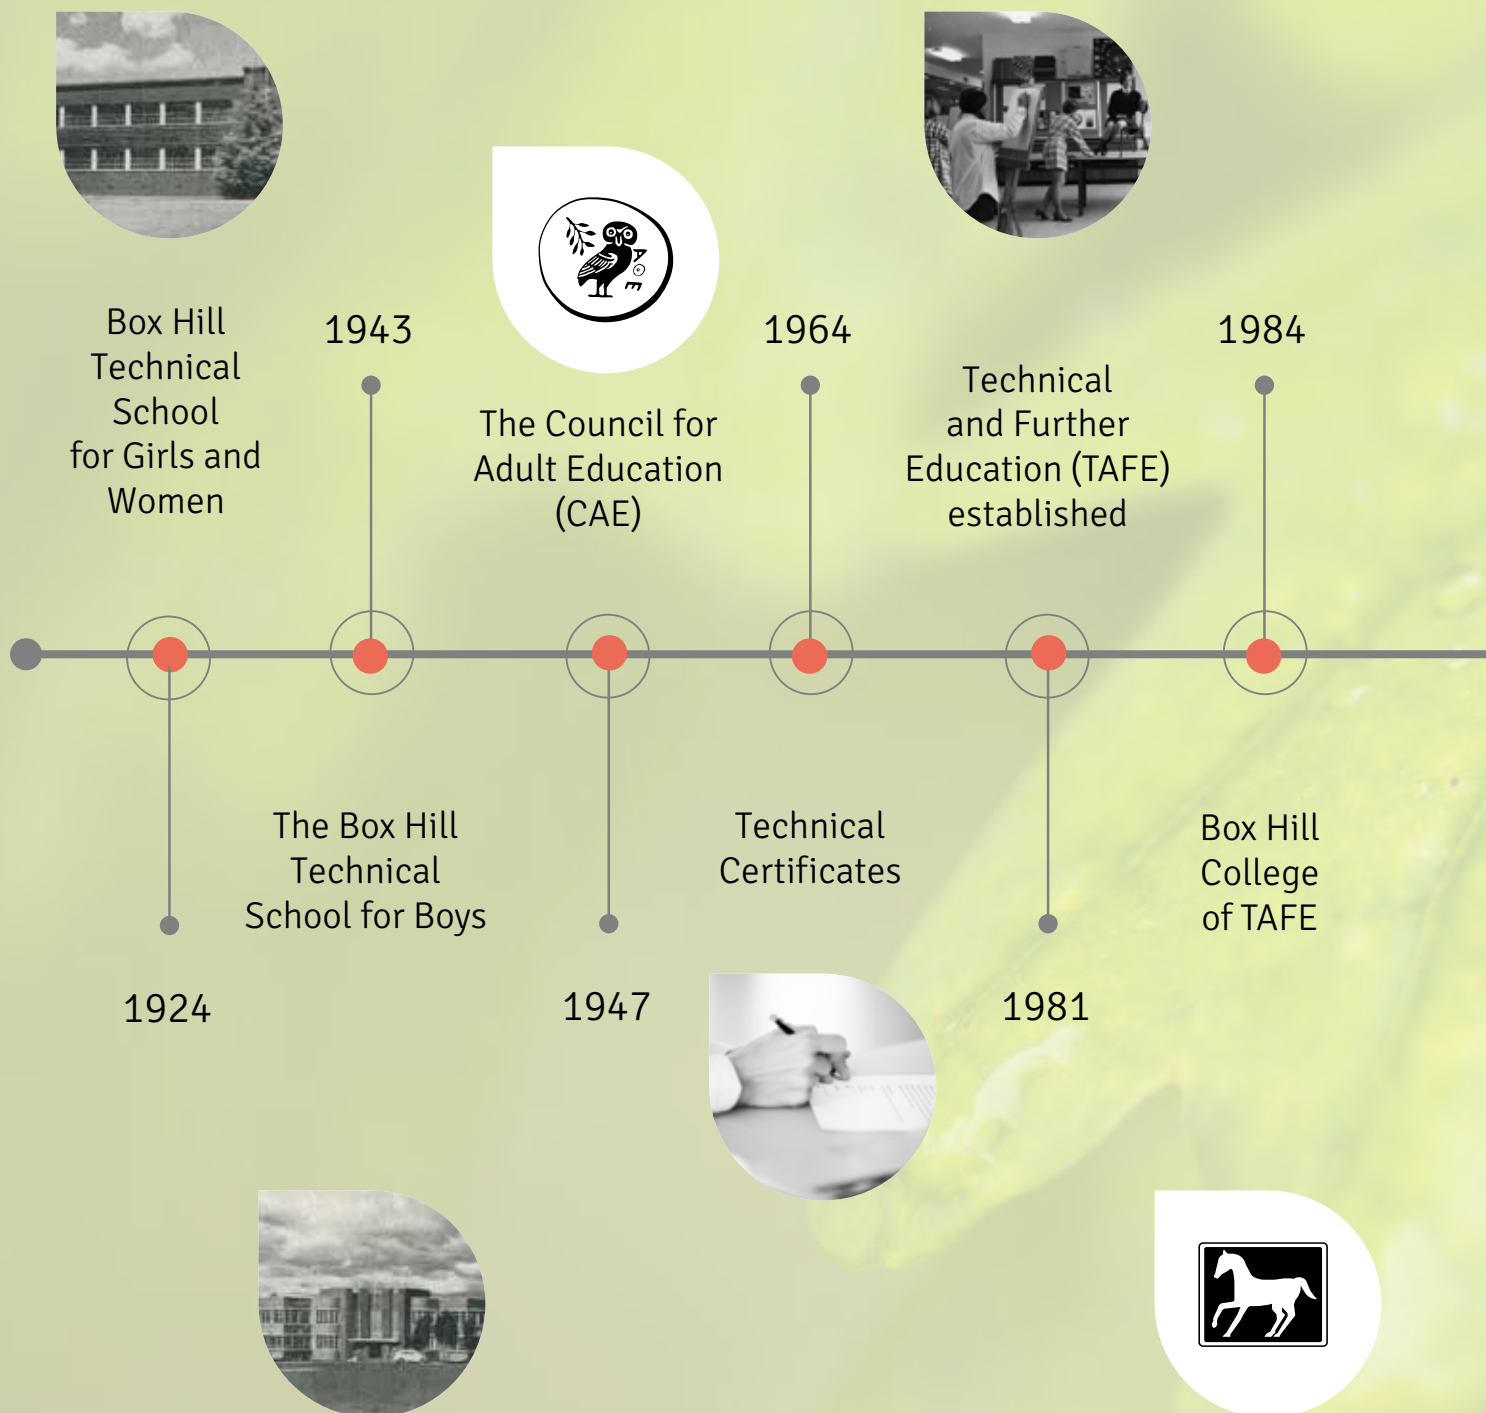 Box Hill
Technical
School
for Girls and
Women
1924
1943
The Box Hill
Technical
School for Boys
The Council for
Adult Education
(CAE)
1947
1964
Technical
Certificates
Technical
and Further
Education (TAFE)
established
1981
1984
Box Hill
College
of TAFE